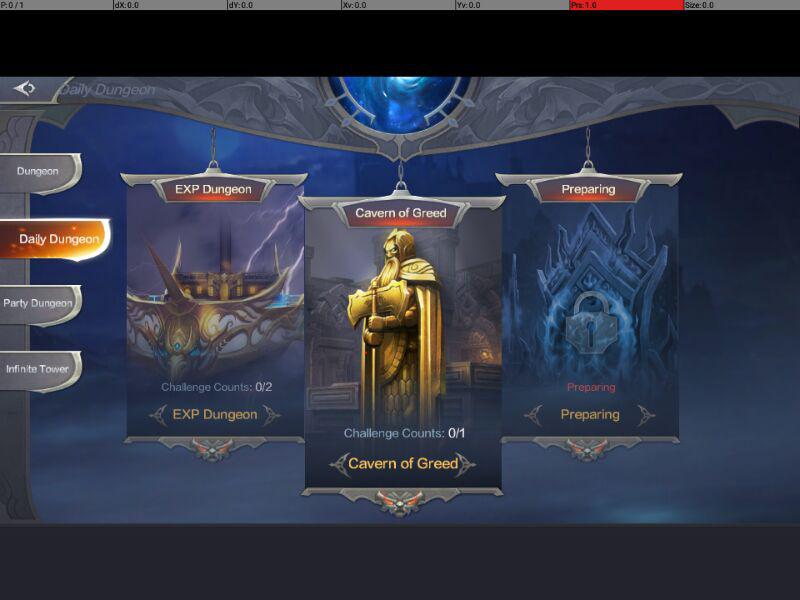 P: 0 / 1
dX: 0.0
dY: 0.0
Xv: 0.0
Yv: 0.0
Prs: 1.0
Size: 0.0
Daily Dungeon
Dungeon
Daily Dungeon
Party Dungeon
Infinite Tower
EXP Dungeon
Challenge Counts: 0/2
EXP Dungeon
Cavern of Greed
Challenge Counts: 0/1
Cavern of Greed
Preparing
Preparing
Preparing